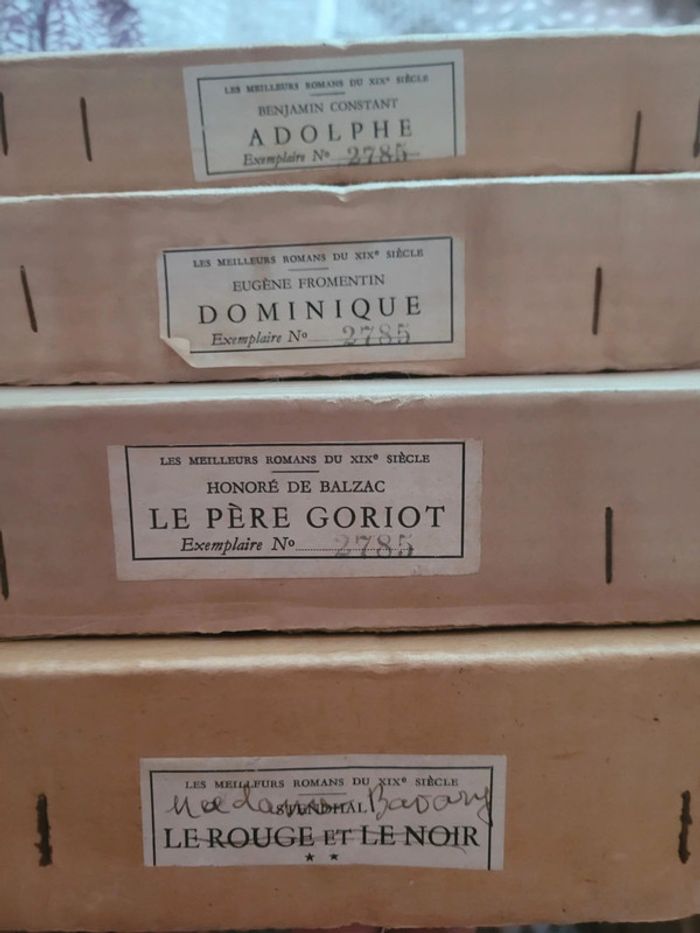 LES MEILLEURS ROMANS DU XIXe SIÈCLE
BENJAMIN CONSTANT
ADOLPHE
Exemplaire No 2785
LES MEILLEURS ROMANS DU XIXe SIÈCLE
EUGÈNE FROMENTIN
DOMINIQUE
Exemplaire No 2785
LES MEILLEURS ROMANS DU XIXe SIÈCLE
HONORÉ DE BALZAC
LE PÈRE GORIOT
Exemplaire No 2785
LES MEILLEURS ROMANS DU XIXe SIÈCLE
Madame Bovary
STENDHAL
LE ROUGE ET LE NOIR
★ ★